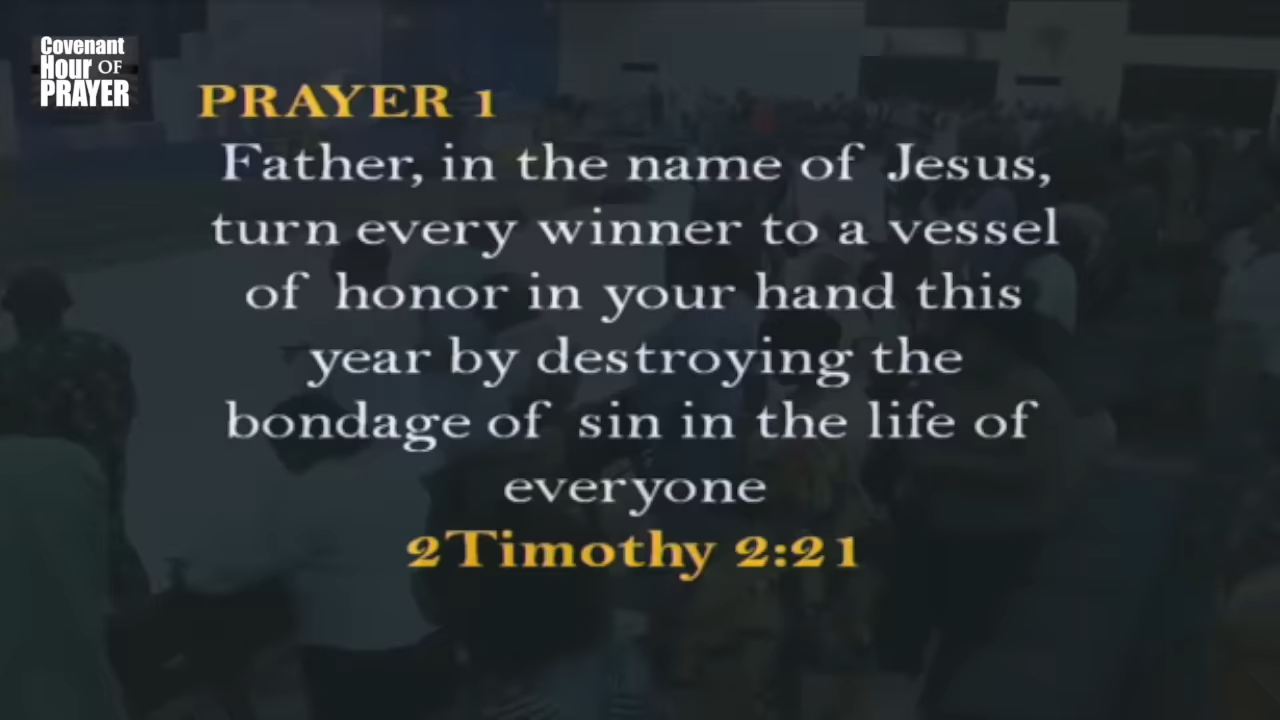 Covenant
Hour OF
PRAYER
PRAYER 1
Father, in the name of Jesus,
turn every winner to a vessel
of honor in your hand this
year by destroying the
bondage of sin in the life of
everyone
2Timothy 2:21